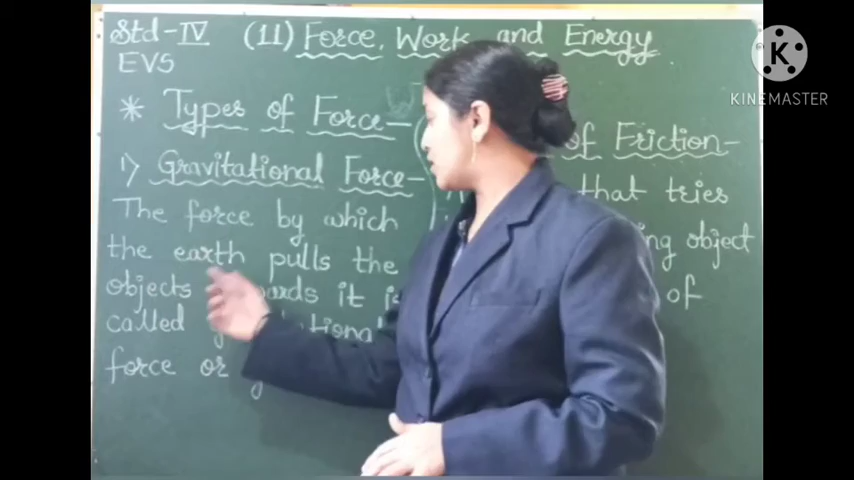 Std-IV (11) Force, Work and Energy
EVS
* Types of Force-
1) Gravitational Force-
The force by which
the earth pulls the
objects it
called
force or
of Friction-
that tries
object
of
K
KINEMASTER